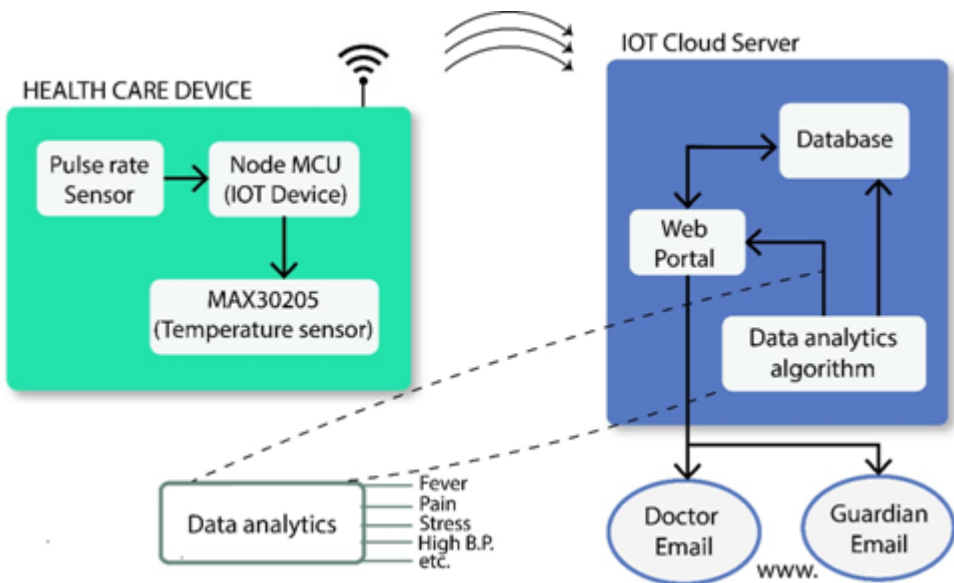 IOT Cloud Server
HEALTH CARE DEVICE
Pulse rate
Sensor
Node MCU
(IOT Device)
MAX30205
(Temperature sensor)
Database
Web
Portal
Data analytics
algorithm
Data analytics
Fever
Pain
Stress
High B.P.
etc.
Doctor
Email
Guardian
Email
www.